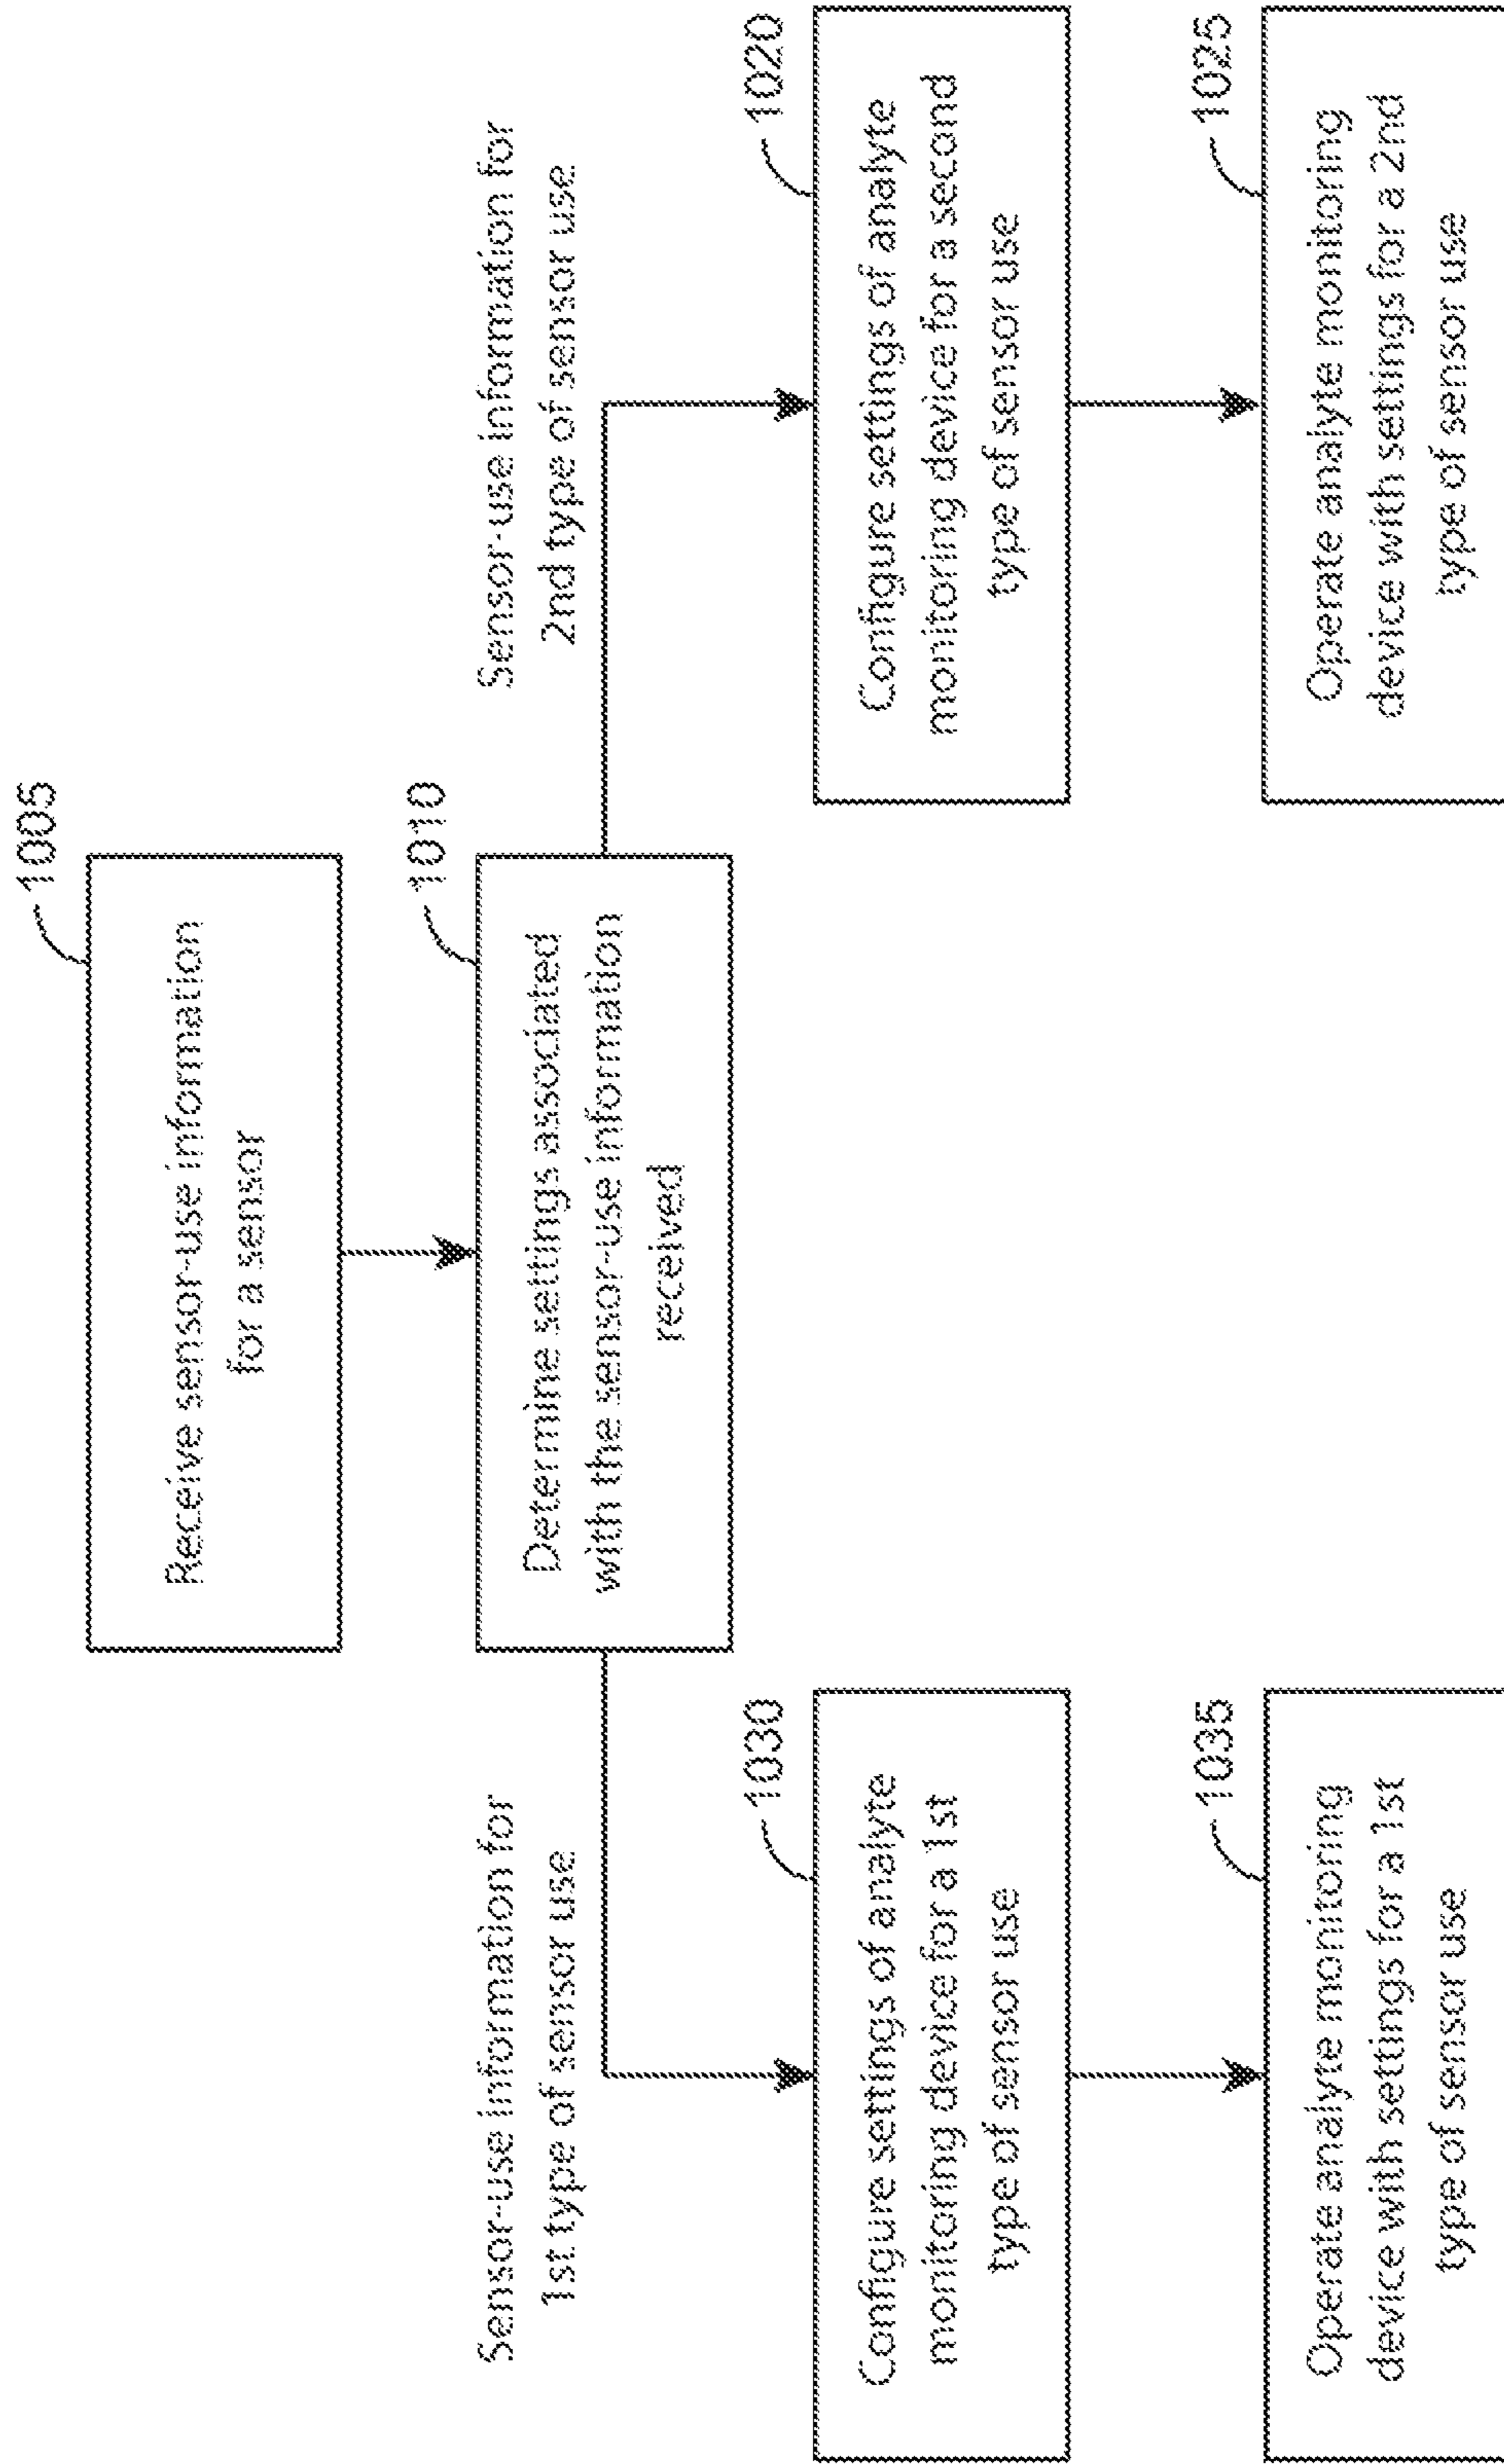 1005
Receive sensor-use information
for a sensor
1010
Determine settings associated
with the sensor-use information
received
Sensor-use information for
1st type of sensor use
Sensor-use information for
2nd type of sensor use
1030
Configure settings of analyte
monitoring device for a 1st
type of sensor use
1020
Configure settings of analyte
monitoring device for a second
type of sensor use
1035
Operate analyte monitoring
device with settings for a 1st
type of sensor use
1025
Operate analyte monitoring
device with settings for a 2nd
type of sensor use